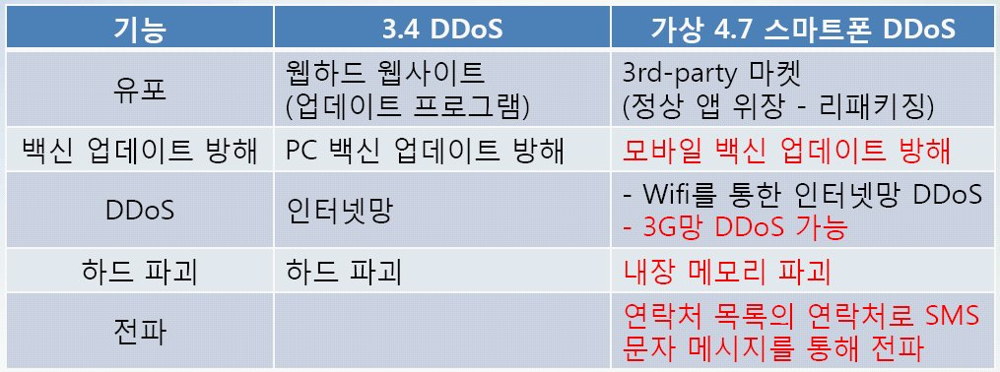 기능 3.4 DDoS 가상 4.7 스마트폰 DDoS
유포
웹하드 웹사이트
(업데이트 프로그램)
3rd-party 마켓
(정상 앱 위장 - 리패키징)
백신 업데이트 방해 PC 백신 업데이트 방해 모바일 백신 업데이트 방해
DDoS 인터넷망
- Wifi를 통한 인터넷망 DDoS
- 3G망 DDoS 가능
하드 파괴 하드 파괴 내장 메모리 파괴
전파
연락처 목록의 연락처로 SMS
문자 메시지를 통해 전파